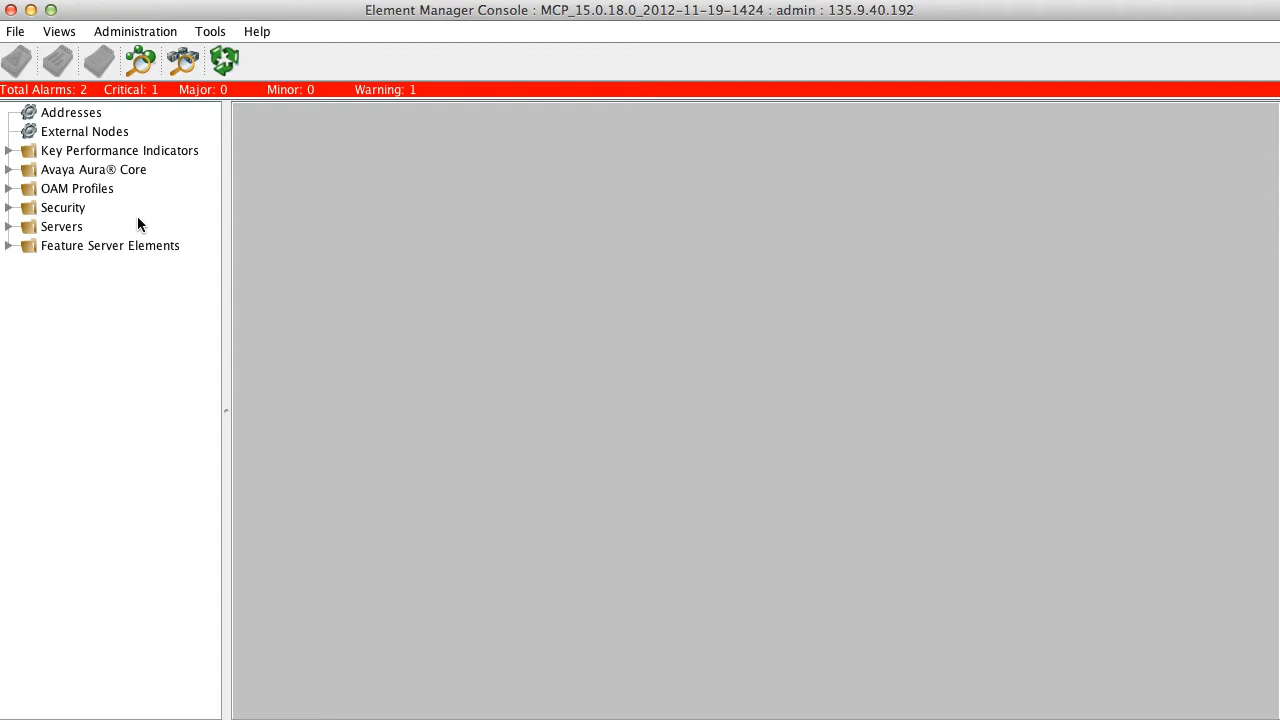 Element Manager Console : MCP_15.0.18.0_2012-11-19-1424 : admin : 135.9.40.192
File Views Administration Tools Help
Total Alarms: 2 Critical: 1 Major: 0 Minor: 0 Warning: 1
Addresses
External Nodes
Key Performance Indicators
Avaya Aura® Core
OAM Profiles
Security
Servers
Feature Server Elements